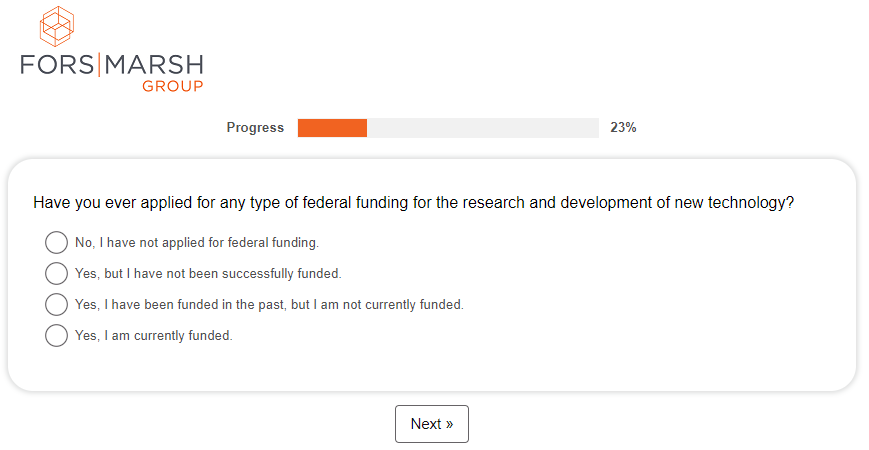 FORS|MARSH
GROUP
Progress 23%
Have you ever applied for any type of federal funding for the research and development of new technology?
No, I have not applied for federal funding.
Yes, but I have not been successfully funded.
Yes, I have been funded in the past, but I am not currently funded.
Yes, I am currently funded.
Next »